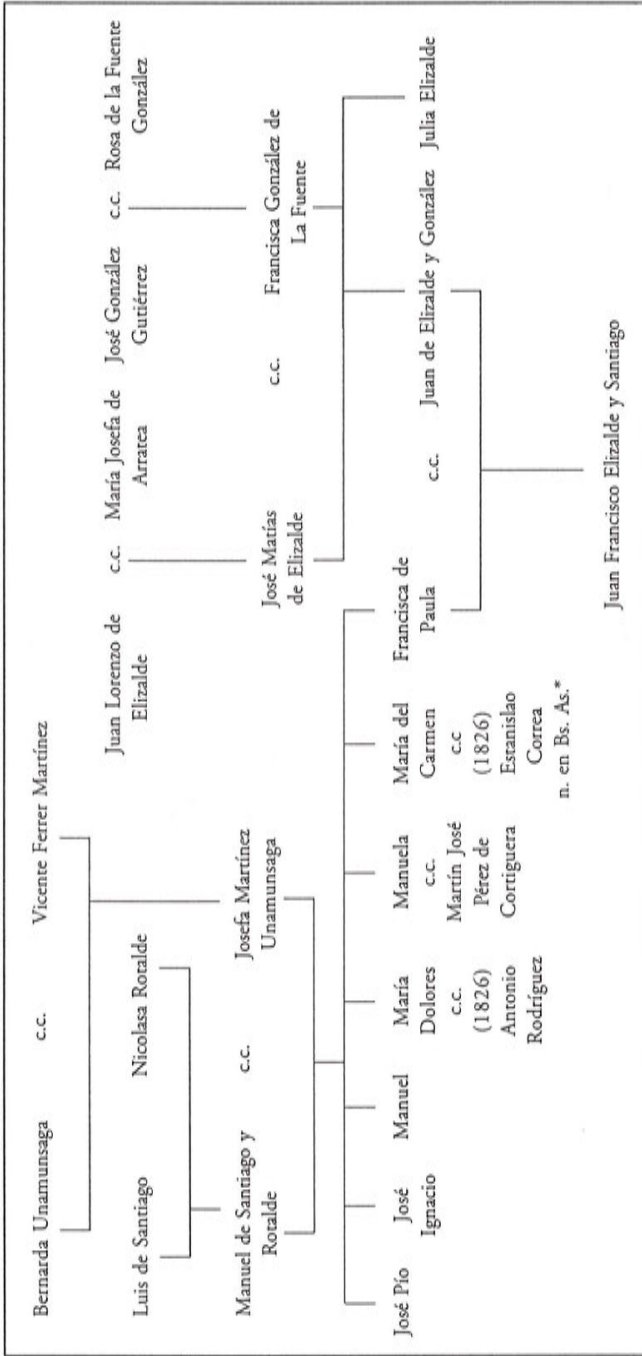 Bernarda Unamunsaga c.c. Vicente Ferrer Martínez
Luis de Santiago Nicolasa Rotalde
Juan Lorenzo de
Elizalde
c.c.
María Josefa de
Arratea
José González
Gutiérrez
c.c.
Rosa de la Fuente
González
Manuel de Santiago y
Rotalde
c.c.
Josefa Martínez
Unamunsaga
José Matías
de Elizalde
c.c.
Francisca González de
La Fuente
José Pío
José
Ignacio
Manuel
María
Dolores
c.c.
(1826)
Antonio
Rodríguez
Manuela
c.c.
Martín José
Pérez de
Cortiguera
María del
Carmen
c.c
(1826)
Estanislao
Correa
n. en Bs. As.*
Francisca de
Paula
c.c.
Juan de Elizalde y González
Julia Elizalde
Juan Francisco Elizalde y Santiago